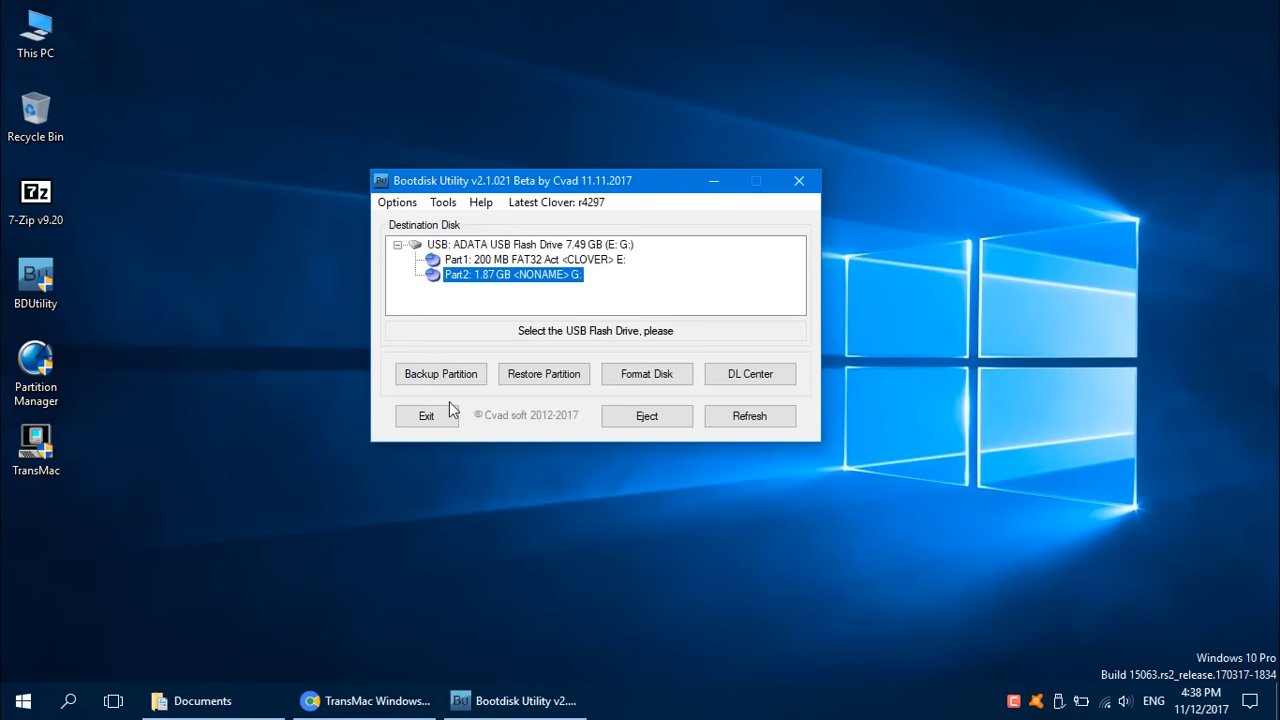 This PC
Recycle Bin
7z
7-Zip v9.20
BU
BDUtility
Partition
Manager
TransMac
Bu
Bootdisk Utility v2.1.021 Beta by Cvad 11.11.2017
Options Tools Help Latest Clover: r4297
Destination Disk
USB: ADATA USB Flash Drive 7.49 GB (E: G:)
Part1: 200 MB FAT32 Act <CLOVER> E:
Part2: 1.87 GB <NONAME> G:
Select the USB Flash Drive, please
Backup Partition Restore Partition Format Disk DL Center
Exit © Cvad soft 2012-2017 Eject Refresh
Windows 10 Pro
Build 15063.rs2_release.170317-1834
Documents TransMac Windows... Bu Bootdisk Utility v2.... ENG 4:38 PM
11/12/2017